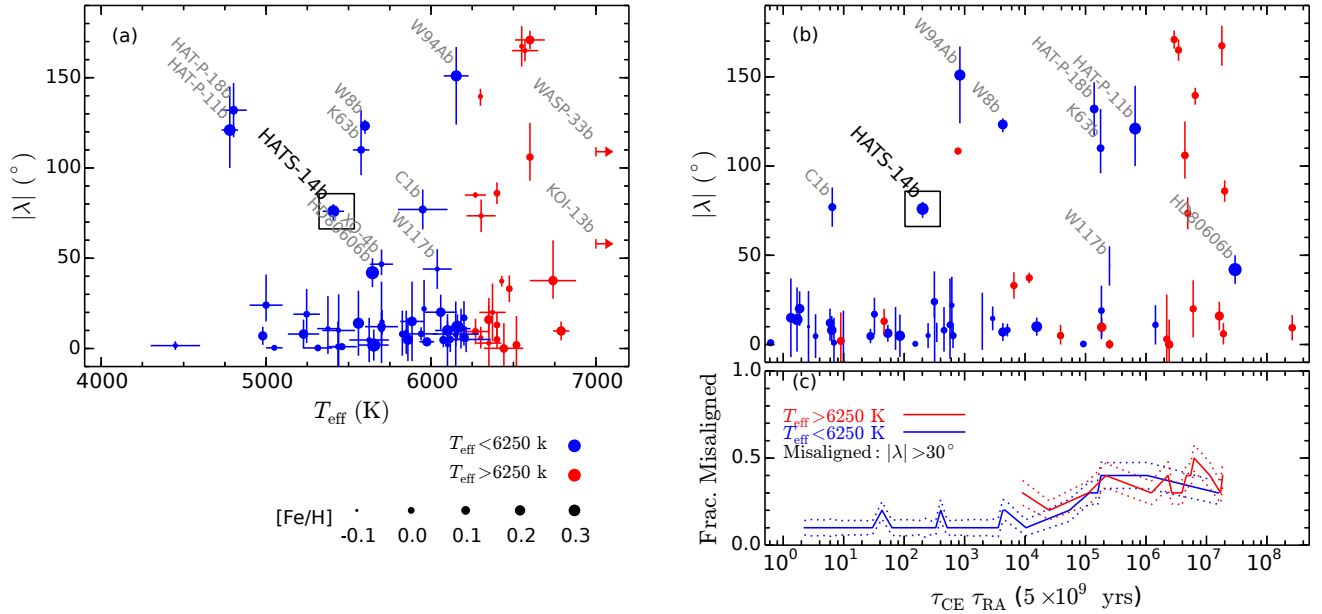 (a)
HAT-P-18b
HAT-P-11b
HATS-14b
HD80606b
XO-4b
W8b
K63b
C1b
W117b
W94Ab
WASP-33b
KOI-13b
|λ| (°)
150
100
50
0
4000 5000 6000 7000
T_eff (K)
T_eff <6250 k
T_eff >6250 k
[Fe/H]
-0.1 0.0 0.1 0.2 0.3
(b)
C1b
W94Ab
W8b
HATS-14b
HAT-P-18b
HAT-P-11b
K63b
W117b
HD80606b
|λ| (°)
150
100
50
0
(c)
T_eff >6250 K
T_eff <6250 K
Misaligned: |λ| >30°
Frac. Misaligned
1.0
0.5
0.0
10^0 10^1 10^2 10^3 10^4 10^5 10^6 10^7 10^8
τ_CE τ_RA (5 ×10^9 yrs)